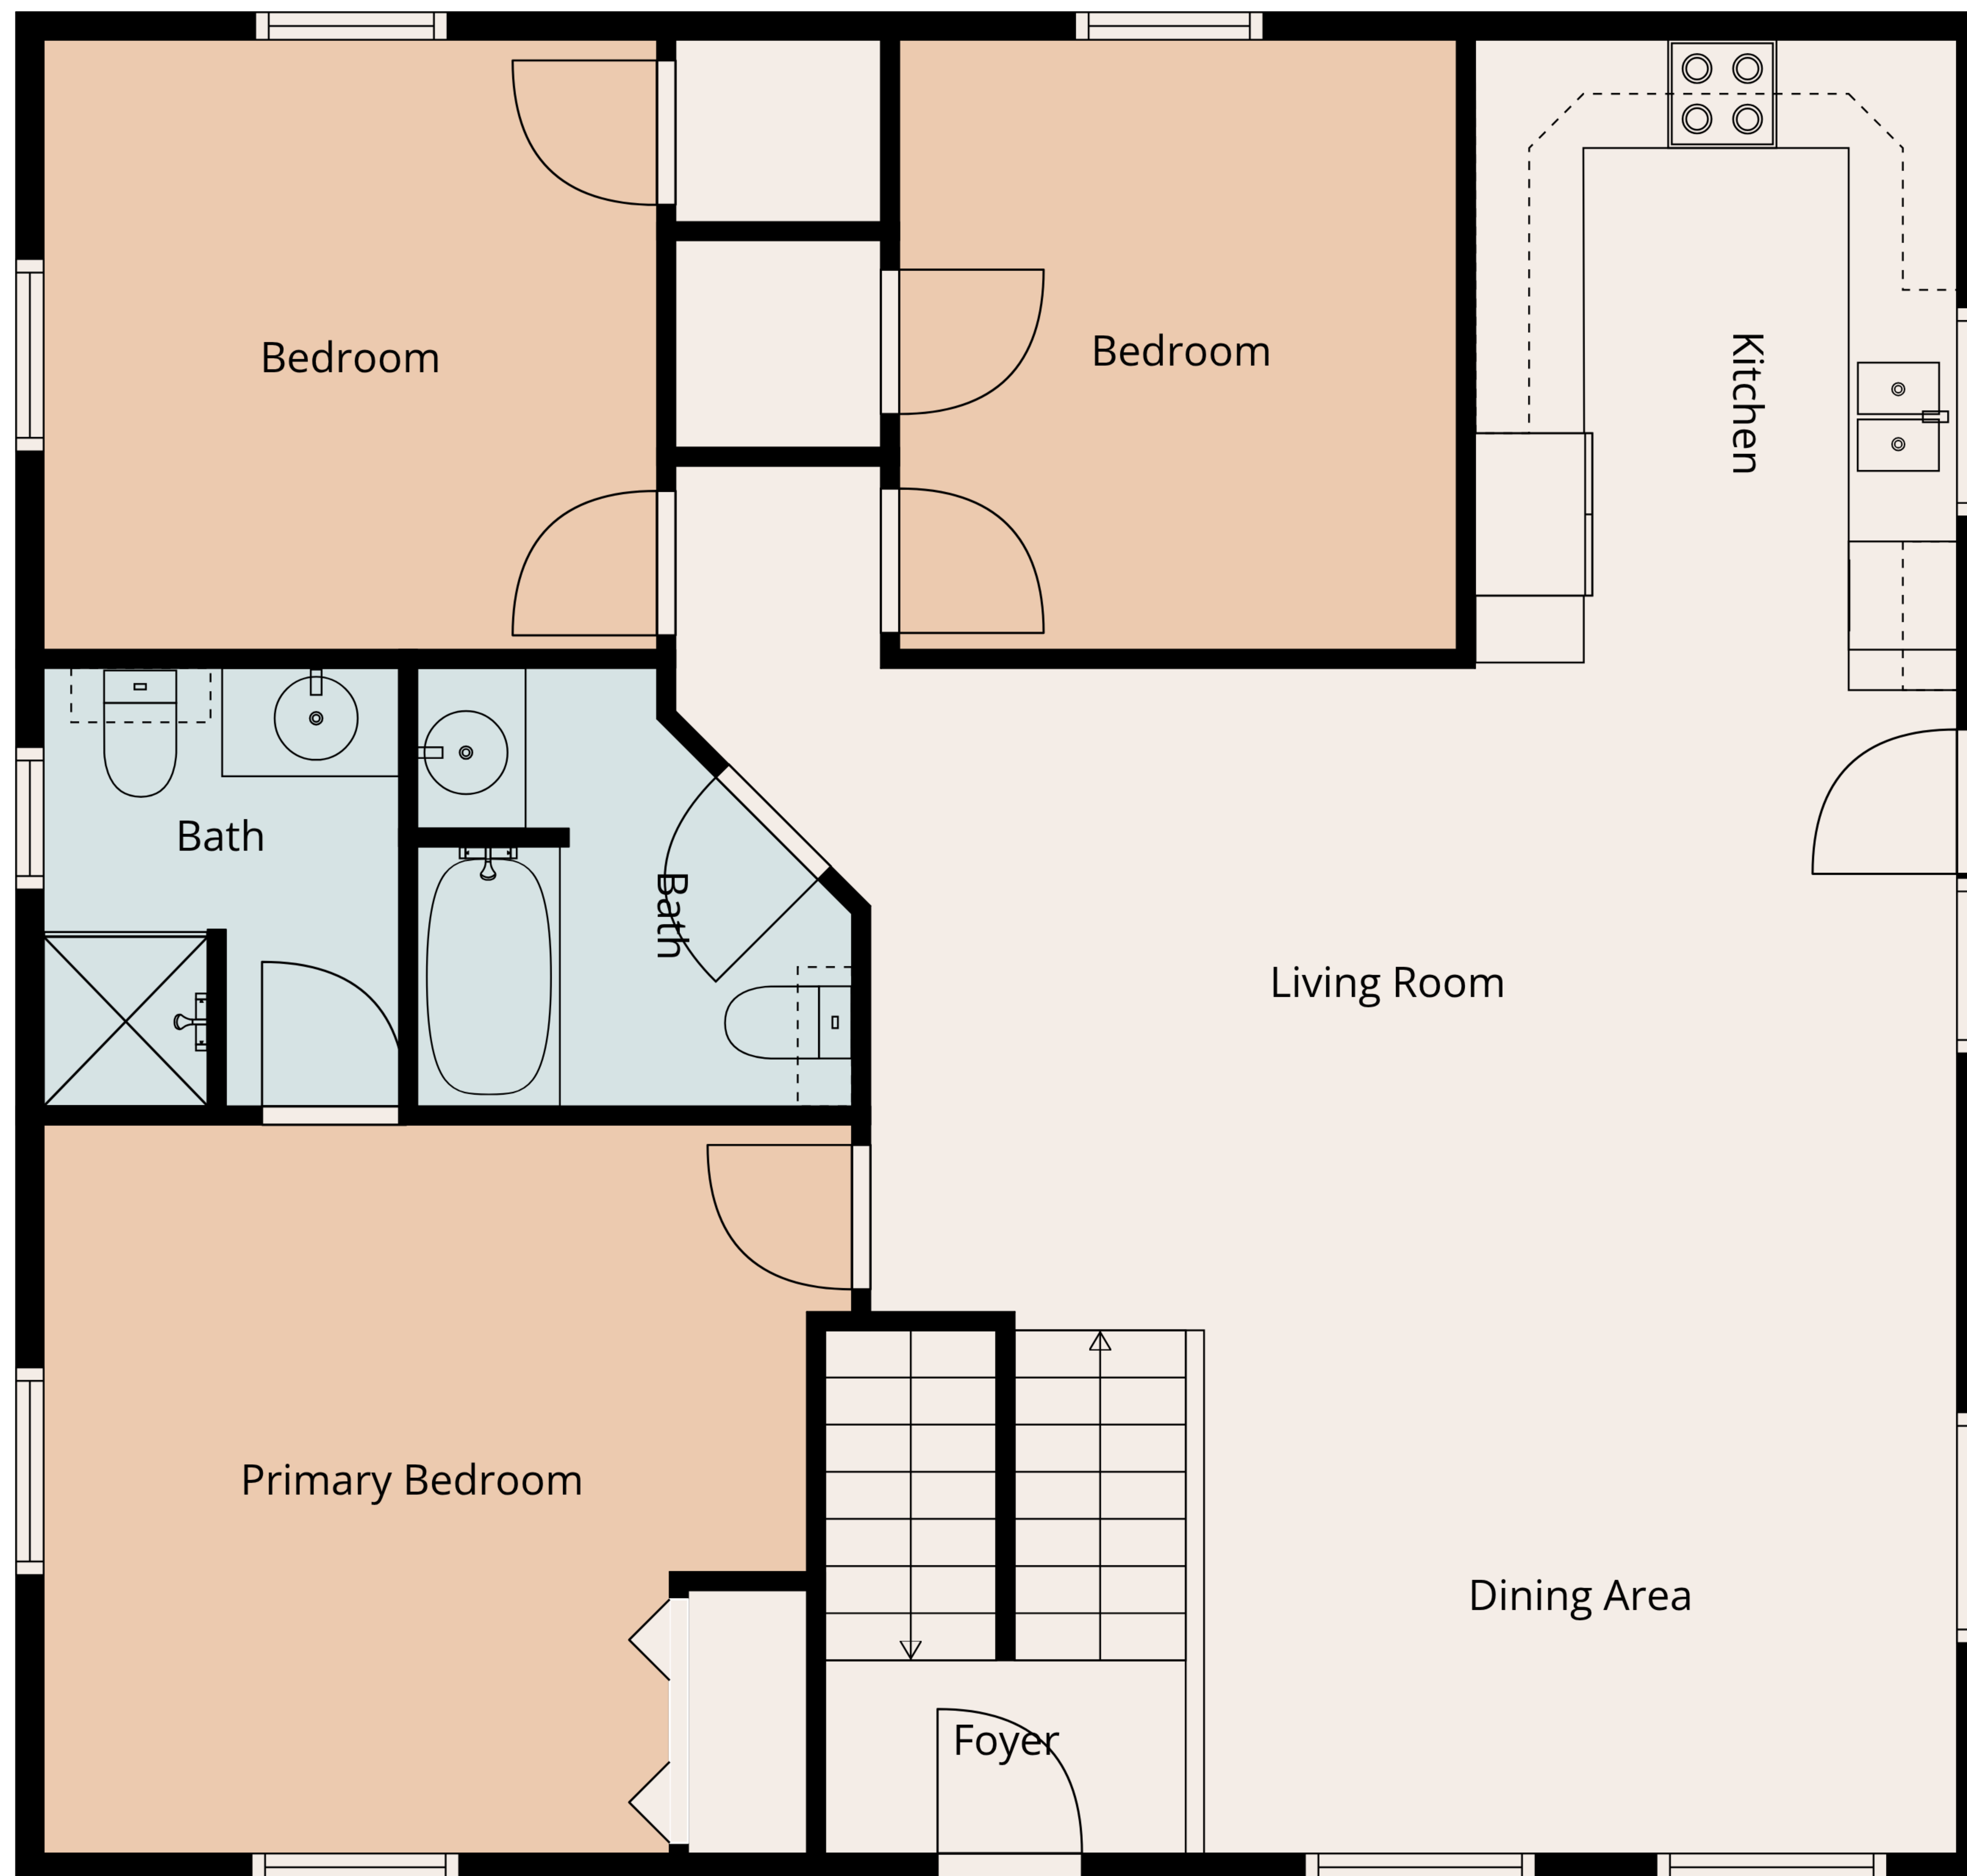 Bedroom
Bedroom
Kitchen
Bath
Bath
Living Room
Primary Bedroom
Dining Area
Foyer